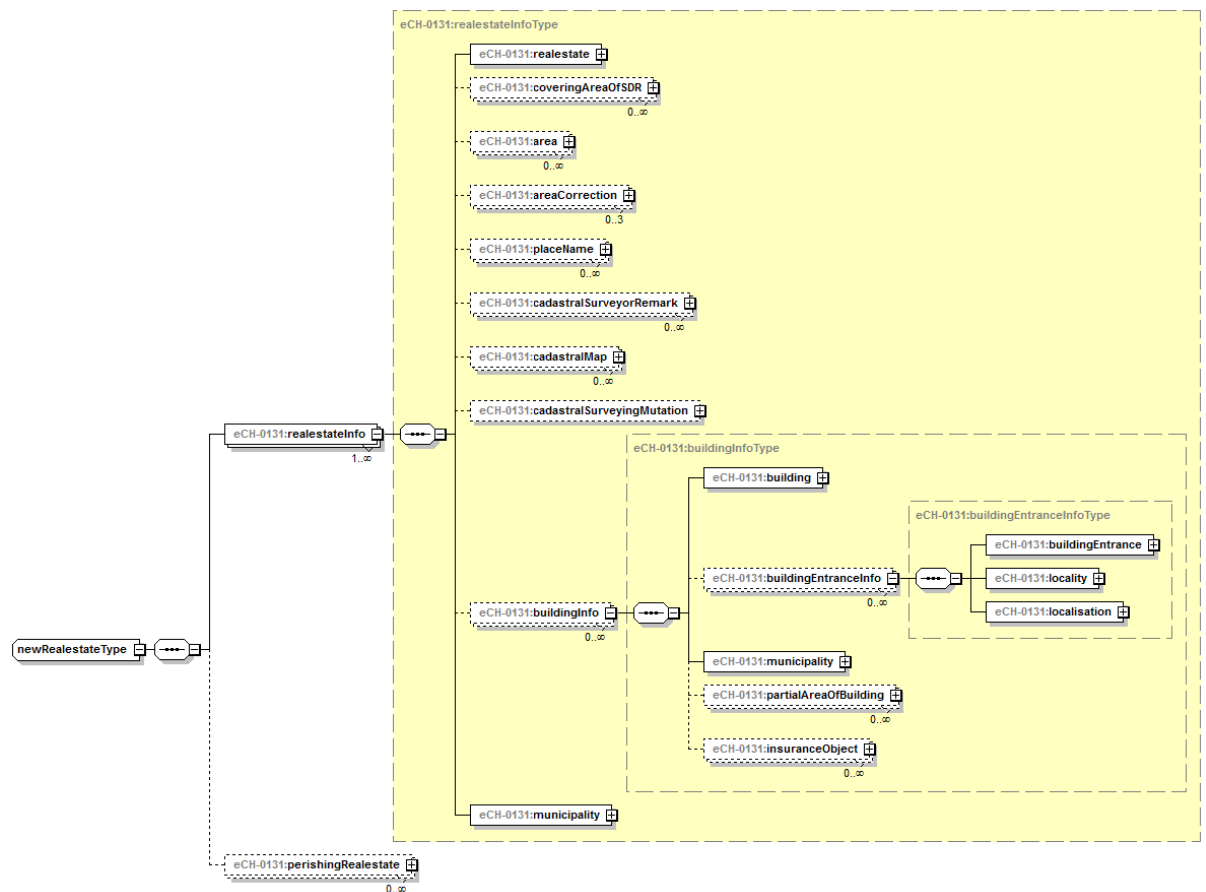 eCH-0131:realestateInfoType
eCH-0131:realestate
eCH-0131:coveringAreaOfSDR
0..∞
eCH-0131:area
0..∞
eCH-0131:areaCorrection
0..3
eCH-0131:placeName
0..∞
eCH-0131:cadastralSurveyorRemark
0..∞
eCH-0131:cadastralMap
0..∞
eCH-0131:cadastralSurveyingMutation
eCH-0131:realestateInfo
1..∞
eCH-0131:buildingInfoType
eCH-0131:building
eCH-0131:buildingEntranceInfoType
eCH-0131:buildingEntrance
eCH-0131:buildingEntranceInfo
0..∞
eCH-0131:locality
eCH-0131:localisation
eCH-0131:buildingInfo
0..∞
newRealestateType
eCH-0131:municipality
eCH-0131:partialAreaOfBuilding
0..∞
eCH-0131:insuranceObject
0..∞
eCH-0131:municipality
eCH-0131:perishingRealestate
0..∞